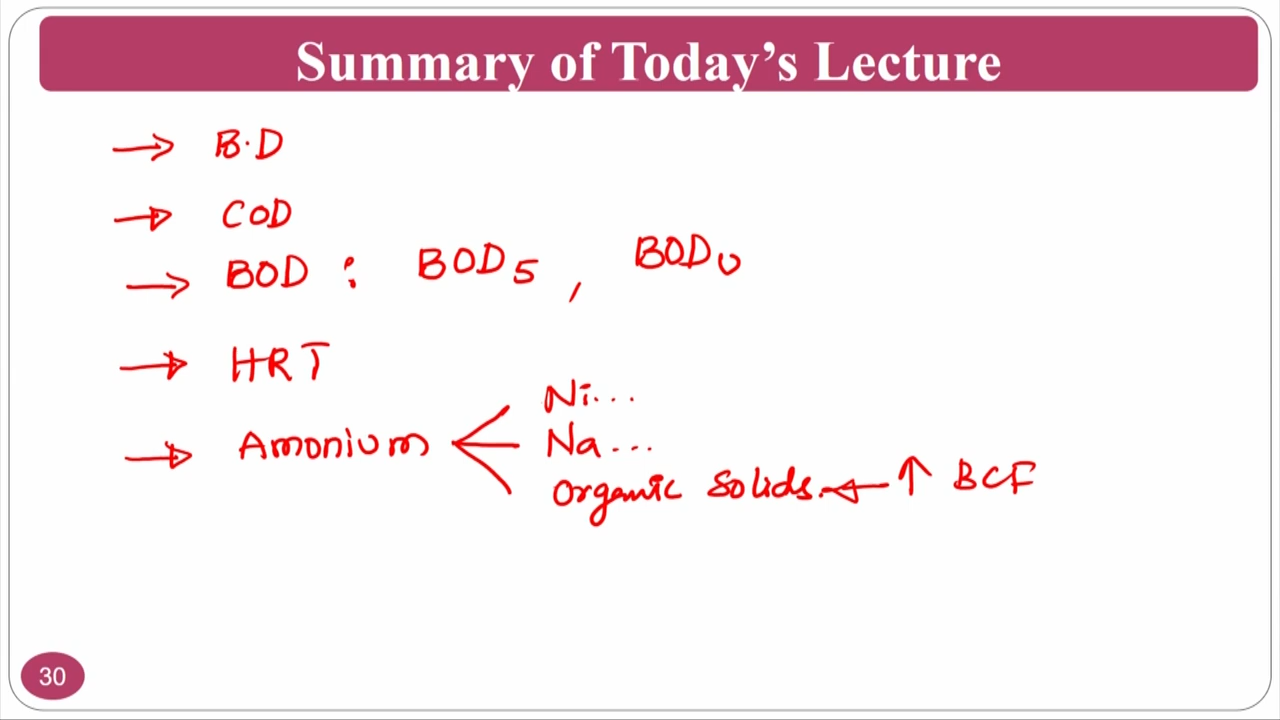 Summary of Today's Lecture
→ B.D
→ COD
→ BOD : BOD5 , BODU
→ HRT
→ Amonium
Ni...
Na...
Organic Solids. ← ↑ BCF
30